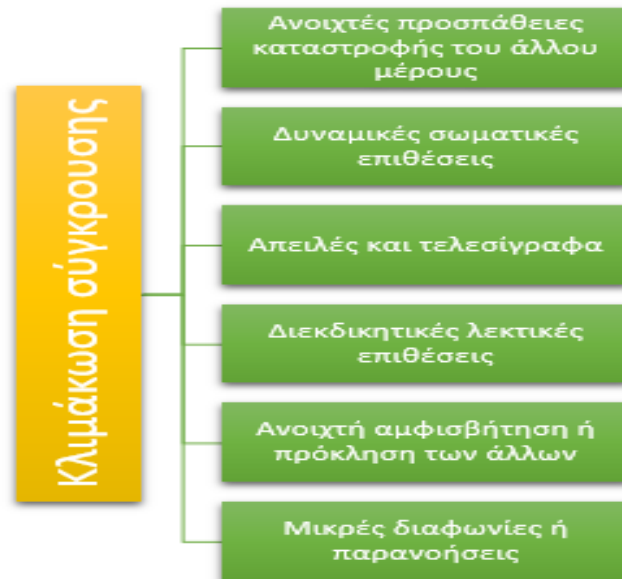 Κλιμάκωση σύγκρουσης
Ανοιχτές προσπάθειες
καταστροφής του άλλου
μέρους
Δυναμικές σωματικές
επιθέσεις
Απειλές και τελεσίγραφα
Διεκδικητικές λεκτικές
επιθέσεις
Ανοιχτή αμφισβήτηση ή
πρόκληση των άλλων
Μικρές διαφωνίες ή
παρανοήσεις